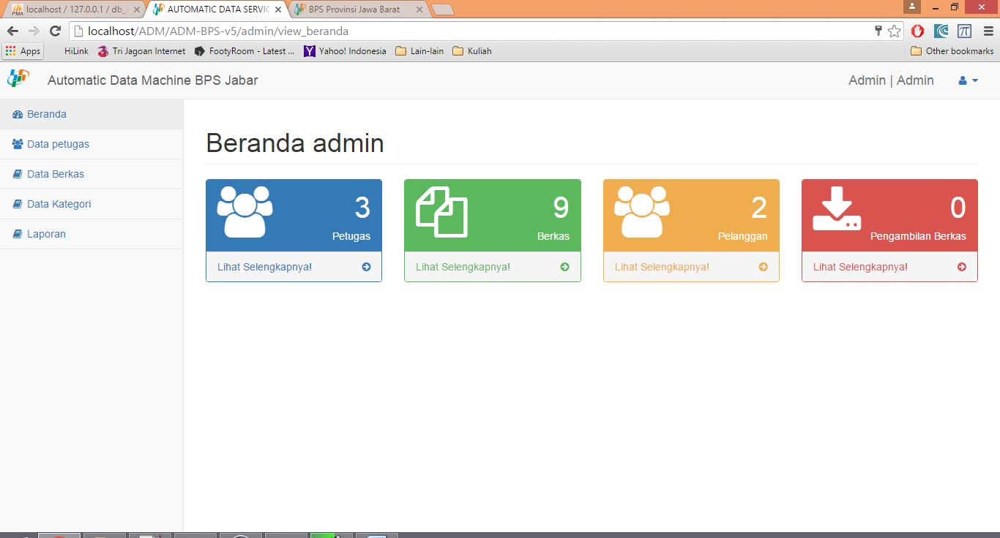 localhost / 127.0.0.1 / db_
AUTOMATIC DATA SERVIC
BPS Provinsi Jawa Barat
localhost/ADM/ADM-BPS-v5/admin/view_beranda
Apps
HiLink
Tri Jagoan Internet
FootyRoom - Latest ...
Yahoo! Indonesia
Lain-lain
Kuliah
Other bookmarks
Automatic Data Machine BPS Jabar
Admin | Admin
Beranda
Data petugas
Data Berkas
Data Kategori
Laporan
Beranda admin
3
Petugas
Lihat Selengkapnya!
9
Berkas
Lihat Selengkapnya!
2
Pelanggan
Lihat Selengkapnya!
0
Pengambilan Berkas
Lihat Selengkapnya!